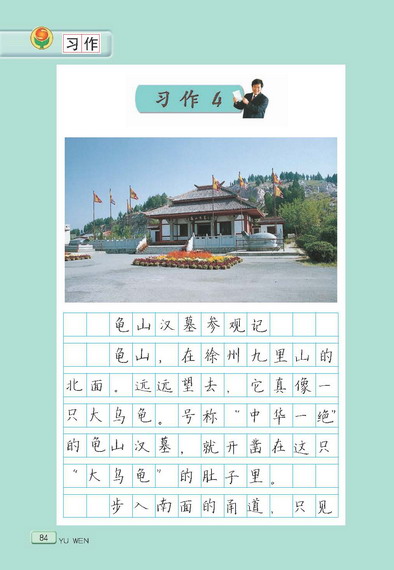 习作
习作4
龟山汉墓参观记
龟山，在徐州九里山的
北面。远远望去，它真像一
只大乌龟。号称“中华一绝”
的龟山汉墓，就开凿在这只
“大乌龟”的肚子里。
步入南面的甬道，只见
84 YU WEN